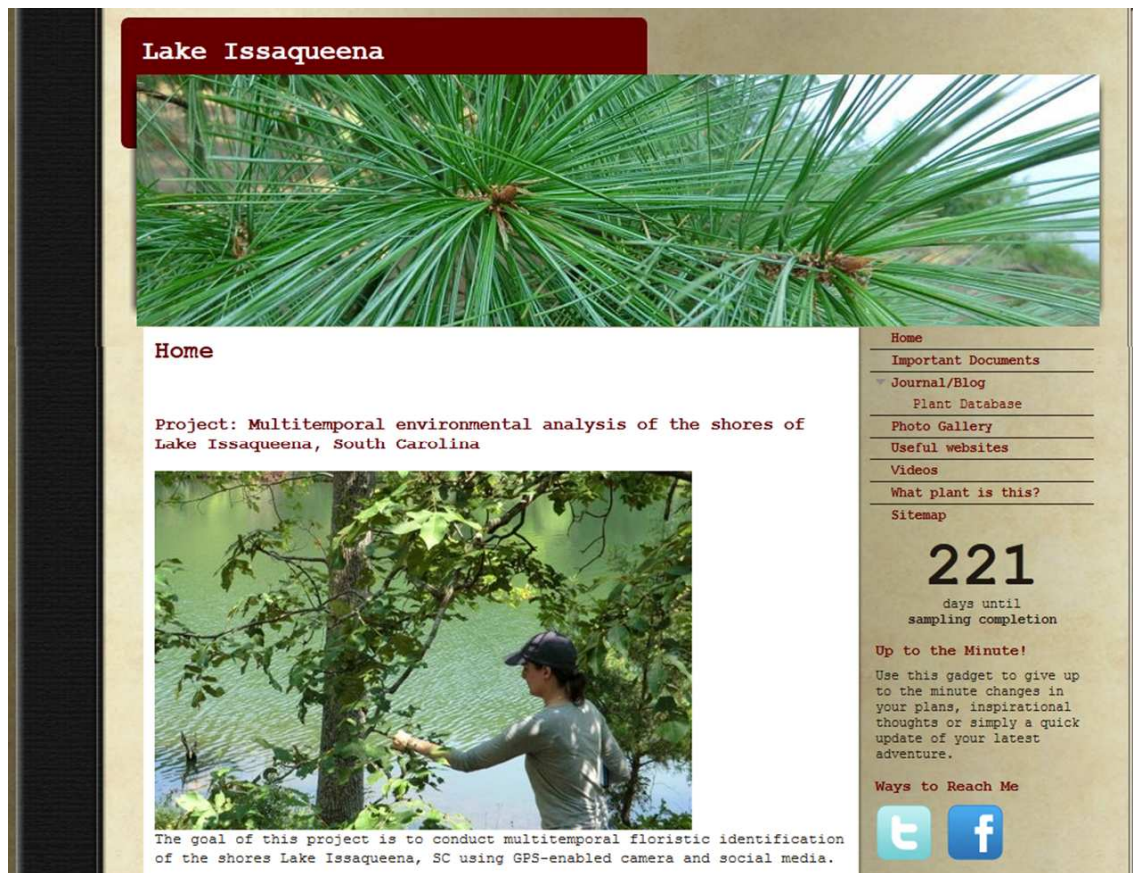 Lake Issaqueena
Home
Project: Multitemporal environmental analysis of the shores of
Lake Issaqueena, South Carolina
The goal of this project is to conduct multitemporal floristic identification
of the shores Lake Issaqueena, SC using GPS-enabled camera and social media.
Home
Important Documents
Journal/Blog
Plant Database
Photo Gallery
Useful websites
Videos
What plant is this?
Sitemap
221
days until
sampling completion
Up to the Minute!
Use this gadget to give up
to the minute changes in
your plans, inspirational
thoughts or simply a quick
update of your latest
adventure.
Ways to Reach Me
t f